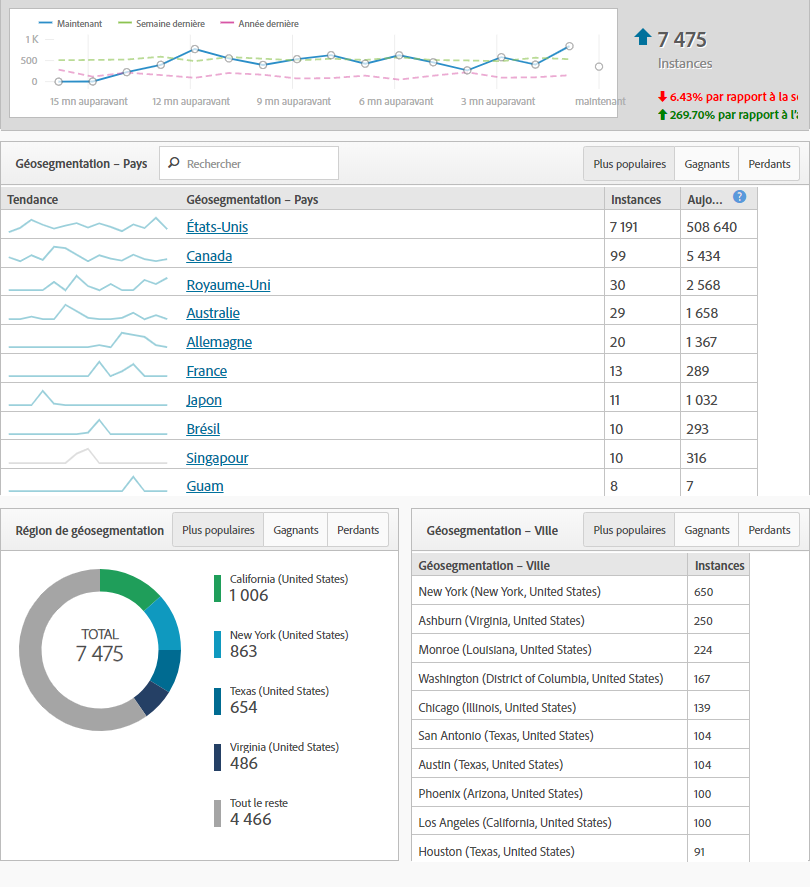 Maintenant Semaine dernière Année dernière
1 K
500
0
15 mn auparavant 12 mn auparavant 9 mn auparavant 6 mn auparavant 3 mn auparavant maintenant
7 475
Instances
6.43% par rapport à la s
269.70% par rapport à l'
Géosegmentation – Pays Rechercher Plus populaires Gagnants Perdants
Tendance Géosegmentation – Pays Instances Aujo... ?
États-Unis 7 191 508 640
Canada 99 5 434
Royaume-Uni 30 2 568
Australie 29 1 658
Allemagne 20 1 367
France 13 289
Japon 11 1 032
Brésil 10 293
Singapour 10 316
Guam 8 7
Région de géosegmentation Plus populaires Gagnants Perdants
TOTAL
7 475
California (United States)
1 006
New York (United States)
863
Texas (United States)
654
Virginia (United States)
486
Tout le reste
4 466
Géosegmentation – Ville Plus populaires Gagnants Perdants
Géosegmentation – Ville Instances
New York (New York, United States) 650
Ashburn (Virginia, United States) 250
Monroe (Louisiana, United States) 224
Washington (District of Columbia, United States) 167
Chicago (Illinois, United States) 139
San Antonio (Texas, United States) 104
Austin (Texas, United States) 104
Phoenix (Arizona, United States) 100
Los Angeles (California, United States) 100
Houston (Texas, United States) 91